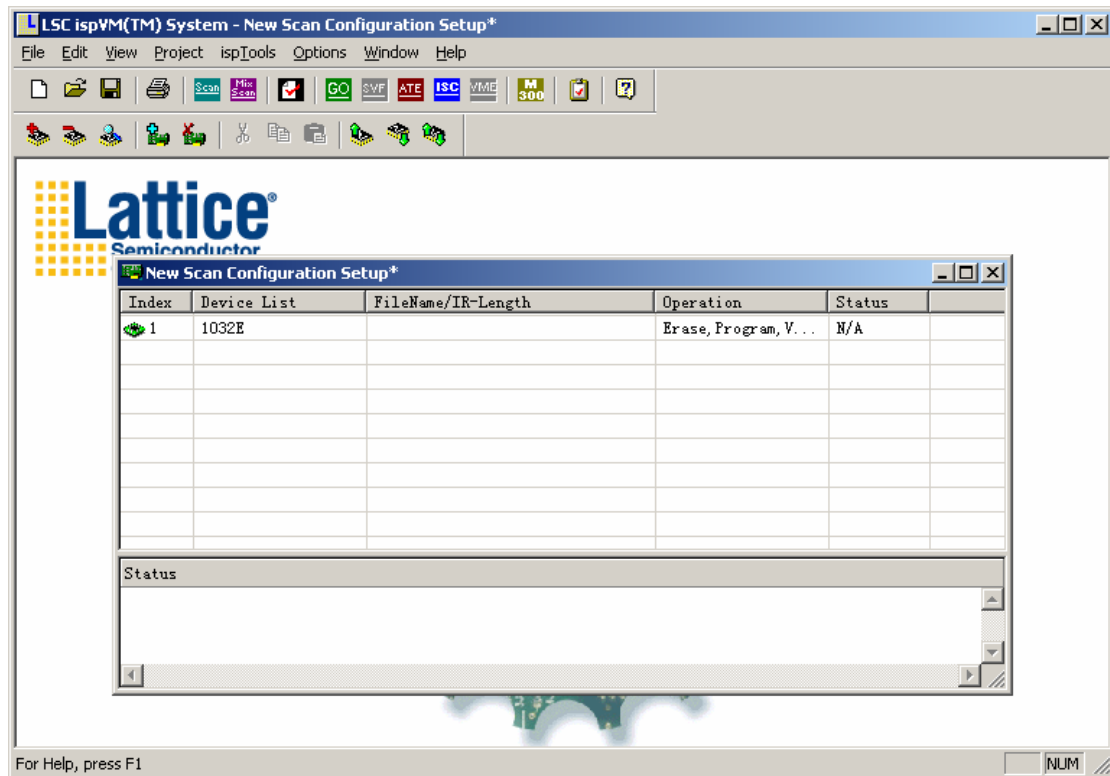 LSC ispVM(TM) System - New Scan Configuration Setup*
File Edit View Project ispTools Options Window Help
Scan Mix Scan GO SVF ATE ISC VME M 300
Lattice®
Semiconductor
New Scan Configuration Setup*
Index Device List FileName/IR-Length Operation Status
1 1032E Erase,Program,V... N/A
Status
For Help, press F1 NUM